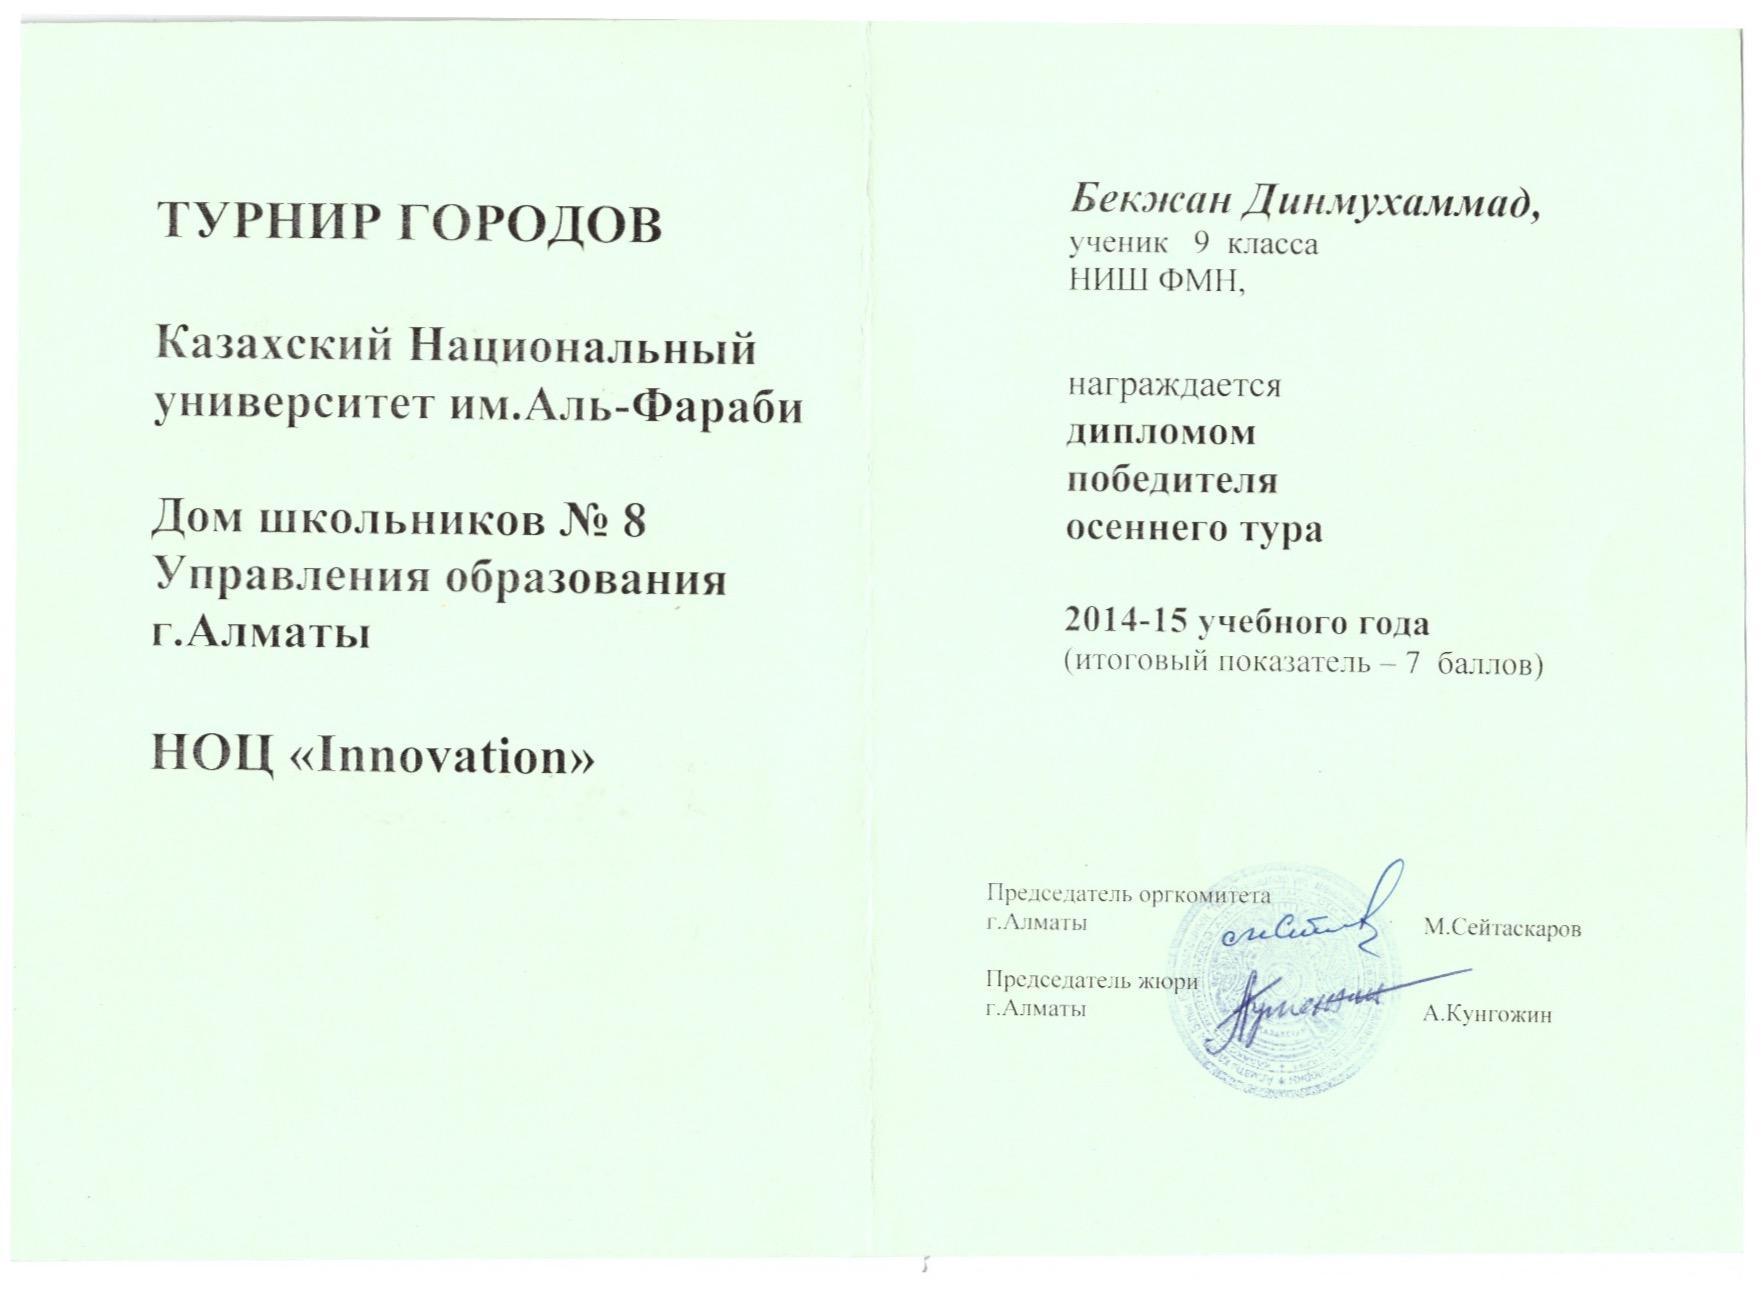 ТУРНИР ГОРОДОВ
Казахский Национальный
университет им.Аль-Фараби
Дом школьников № 8
Управления образования
г.Алматы
НОЦ «Innovation»
Бекжан Динмухаммад,
ученик 9 класса
НИШ ФМН,
награждается
дипломом
победителя
осеннего тура
2014-15 учебного года
(итоговый показатель – 7 баллов)
Председатель оргкомитета
г.Алматы
М.Сейтаскаров
Председатель жюри
г.Алматы
А.Кунгожин